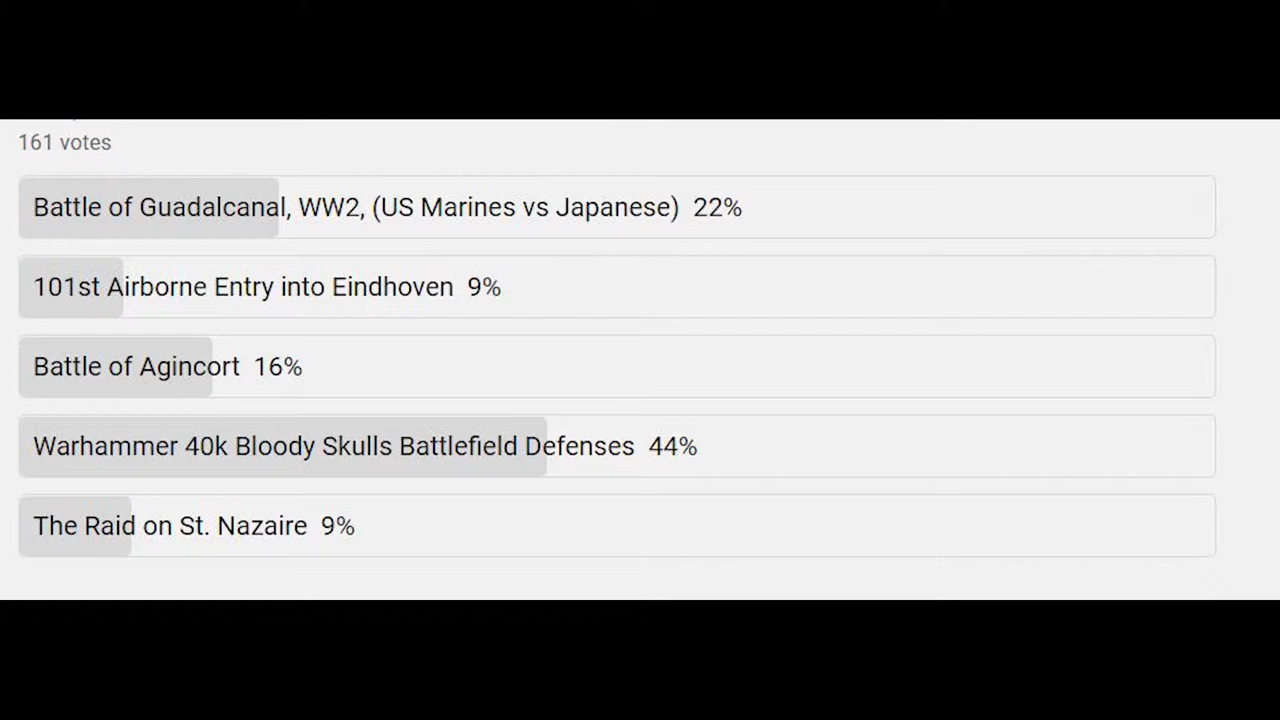 161 votes
Battle of Guadalcanal, WW2, (US Marines vs Japanese) 22%
101st Airborne Entry into Eindhoven 9%
Battle of Agincort 16%
Warhammer 40k Bloody Skulls Battlefield Defenses 44%
The Raid on St. Nazaire 9%